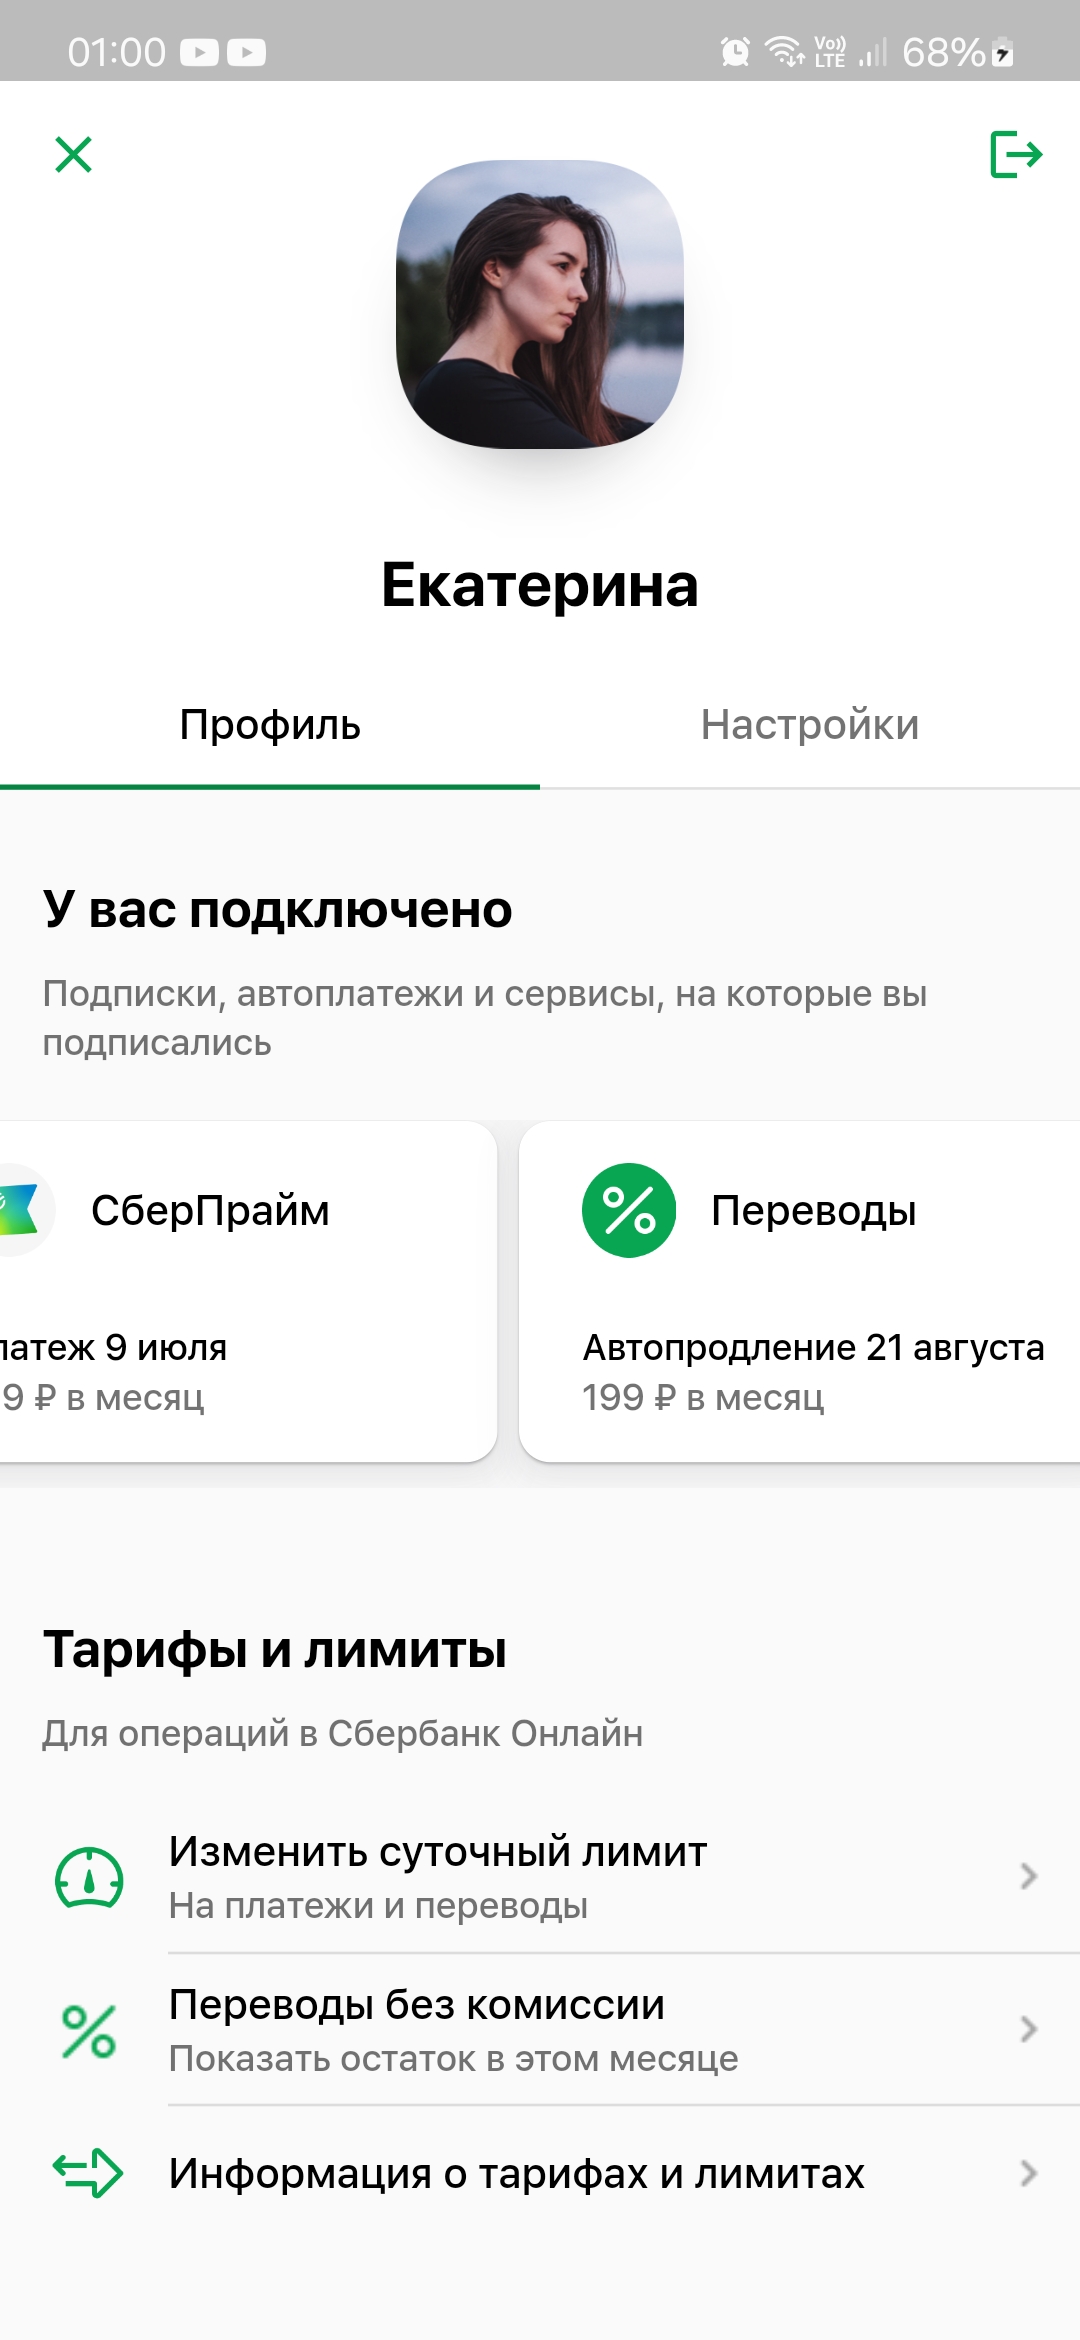 01:00
Vo)) LTE 68%
Екатерина
Профиль Настройки
У вас подключено
Подписки, автоплатежи и сервисы, на которые вы
подписались
СберПрайм
латеж 9 июля
9 ₽ в месяц
Переводы
Автопродление 21 августа
199 ₽ в месяц
Тарифы и лимиты
Для операций в Сбербанк Онлайн
Изменить суточный лимит
На платежи и переводы
Переводы без комиссии
Показать остаток в этом месяце
Информация о тарифах и лимитах